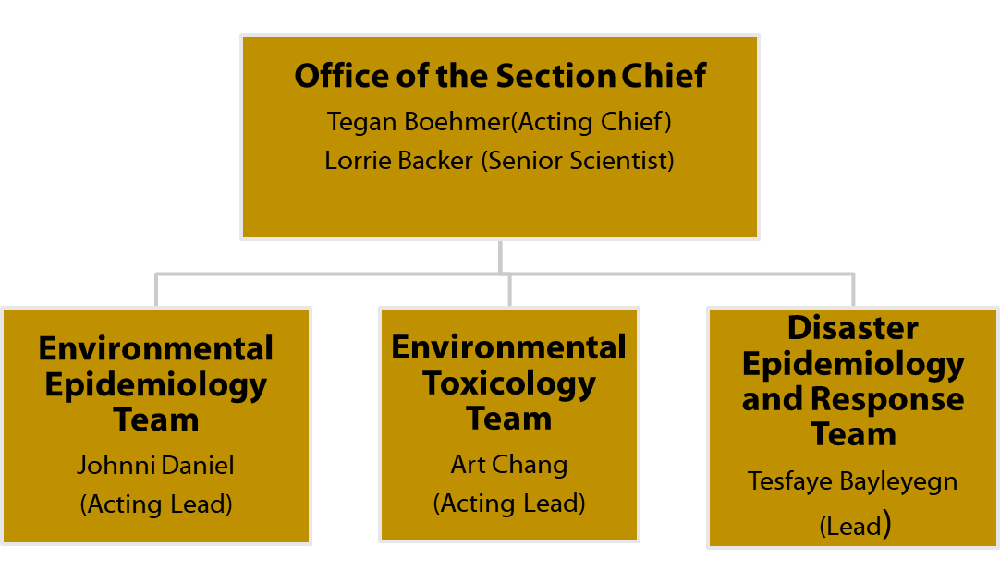 Office of the Section Chief
Tegan Boehmer(Acting Chief)
Lorrie Backer (Senior Scientist)
Environmental
Epidemiology
Team
Johnni Daniel
(Acting Lead)
Environmental
Toxicology
Team
Art Chang
(Acting Lead)
Disaster
Epidemiology
and Response
Team
Tesfaye Bayleyegn
(Lead)